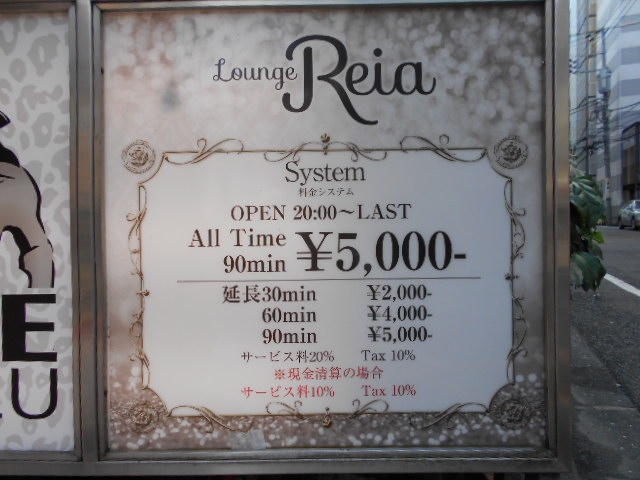 Lounge Reia
System
料金システム
OPEN 20:00～LAST
All Time
90min ¥5,000-
延長30min ¥2,000-
60min ¥4,000-
90min ¥5,000-
サービス料20% Tax 10%
※現金清算の場合
サービス料10% Tax 10%
E